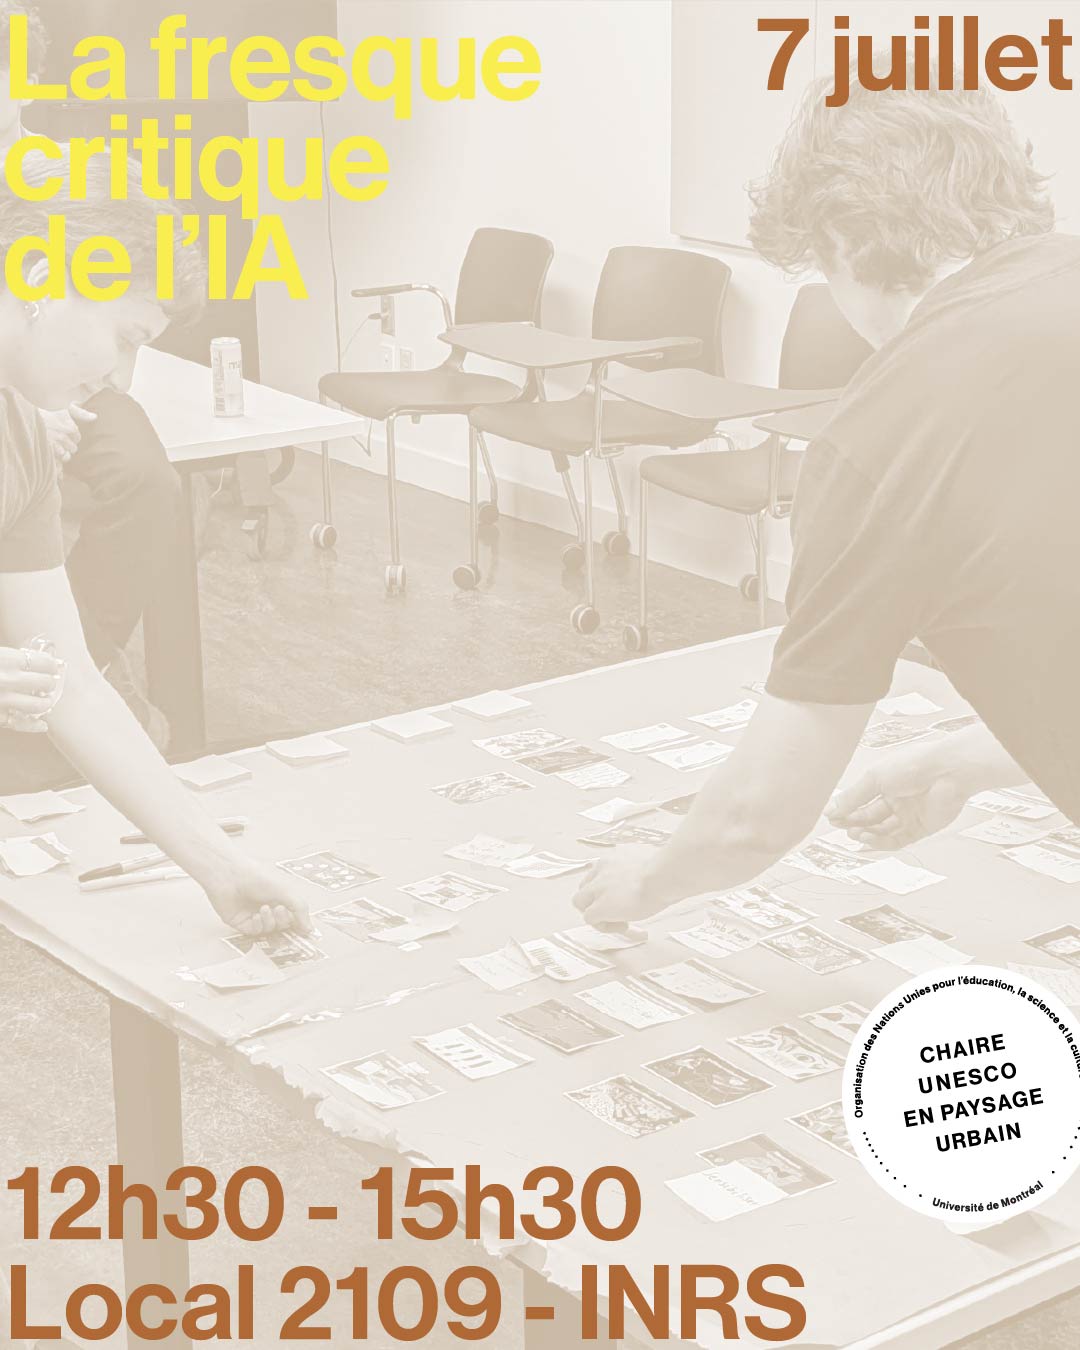 La fresque
critique
de l’IA
7 juillet
Organisation des Nations Unies pour l’éducation, la science et la culture
CHAIRE
UNESCO
EN PAYSAGE
URBAIN
Université de Montréal
12h30 - 15h30
Local 2109 - INRS